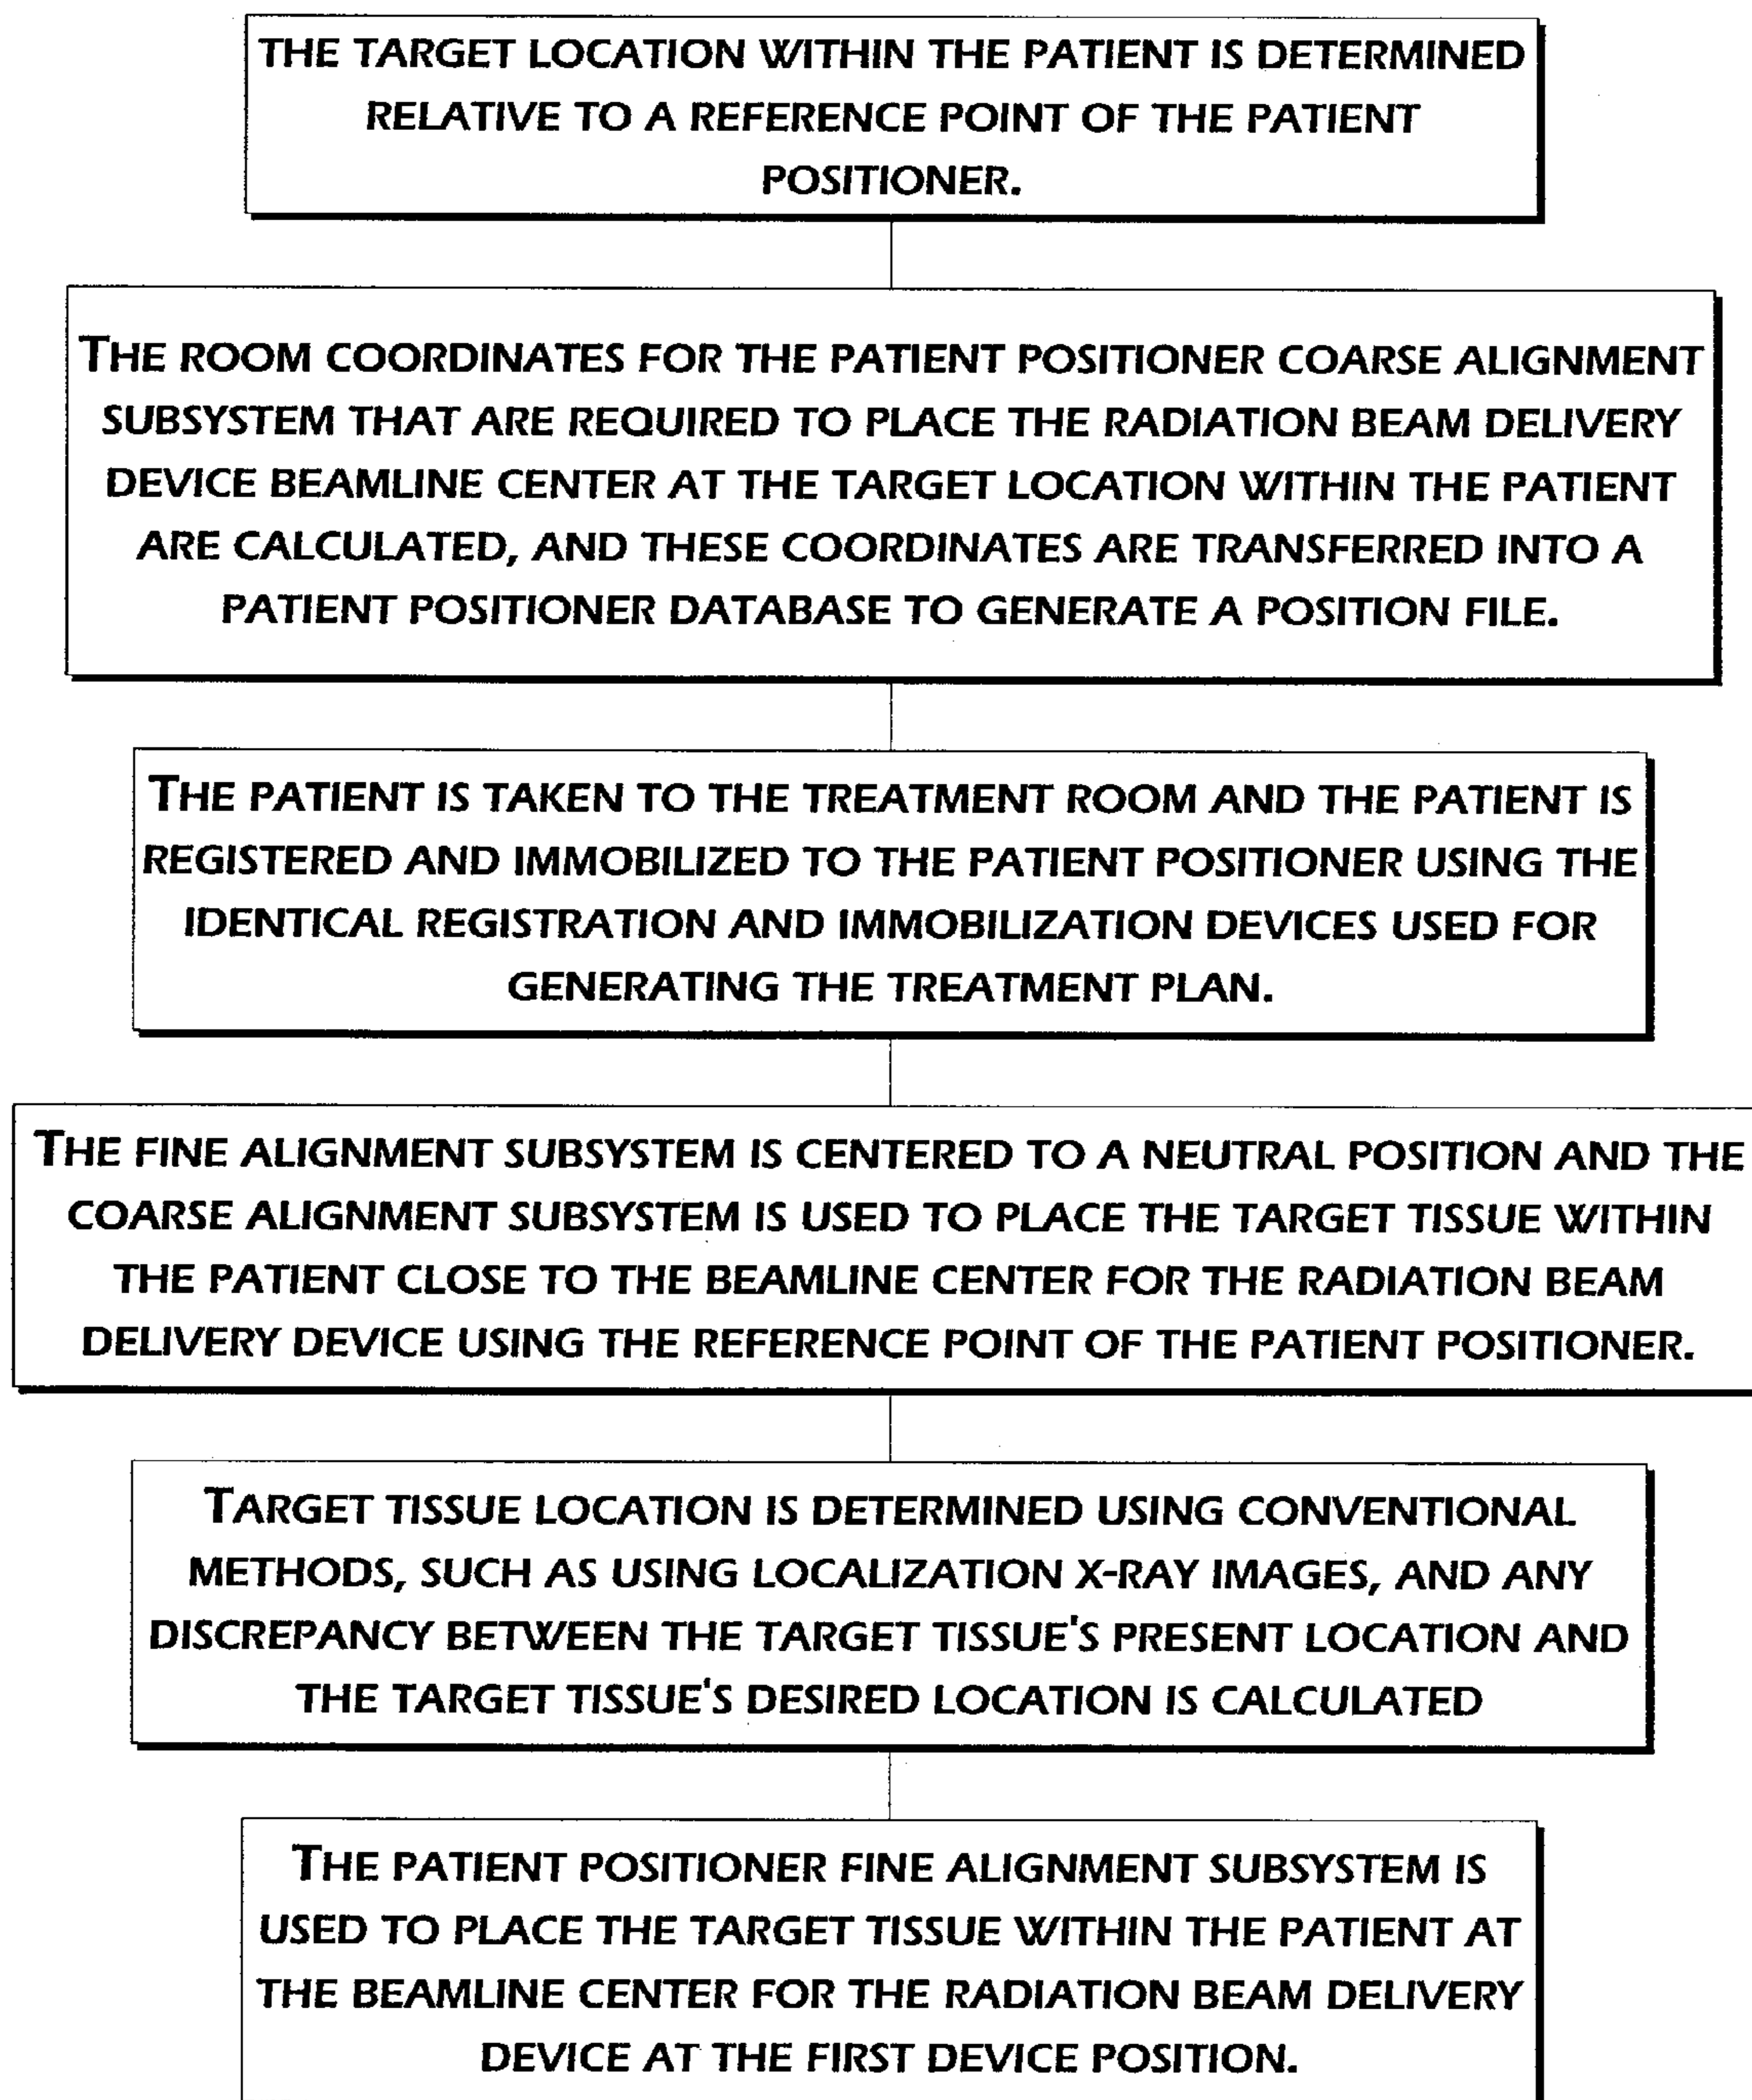 THE TARGET LOCATION WITHIN THE PATIENT IS DETERMINED
RELATIVE TO A REFERENCE POINT OF THE PATIENT
POSITIONER.
THE ROOM COORDINATES FOR THE PATIENT POSITIONER COARSE ALIGNMENT
SUBSYSTEM THAT ARE REQUIRED TO PLACE THE RADIATION BEAM DELIVERY
DEVICE BEAMLINE CENTER AT THE TARGET LOCATION WITHIN THE PATIENT
ARE CALCULATED, AND THESE COORDINATES ARE TRANSFERRED INTO A
PATIENT POSITIONER DATABASE TO GENERATE A POSITION FILE.
THE PATIENT IS TAKEN TO THE TREATMENT ROOM AND THE PATIENT IS
REGISTERED AND IMMOBILIZED TO THE PATIENT POSITIONER USING THE
IDENTICAL REGISTRATION AND IMMOBILIZATION DEVICES USED FOR
GENERATING THE TREATMENT PLAN.
THE FINE ALIGNMENT SUBSYSTEM IS CENTERED TO A NEUTRAL POSITION AND THE
COARSE ALIGNMENT SUBSYSTEM IS USED TO PLACE THE TARGET TISSUE WITHIN
THE PATIENT CLOSE TO THE BEAMLINE CENTER FOR THE RADIATION BEAM
DELIVERY DEVICE USING THE REFERENCE POINT OF THE PATIENT POSITIONER.
TARGET TISSUE LOCATION IS DETERMINED USING CONVENTIONAL
METHODS, SUCH AS USING LOCALIZATION X-RAY IMAGES, AND ANY
DISCREPANCY BETWEEN THE TARGET TISSUE'S PRESENT LOCATION AND
THE TARGET TISSUE'S DESIRED LOCATION IS CALCULATED
THE PATIENT POSITIONER FINE ALIGNMENT SUBSYSTEM IS
USED TO PLACE THE TARGET TISSUE WITHIN THE PATIENT AT
THE BEAMLINE CENTER FOR THE RADIATION BEAM DELIVERY
DEVICE AT THE FIRST DEVICE POSITION.